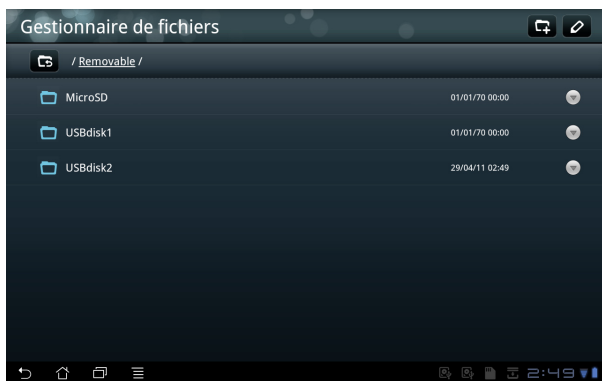 Gestionnaire de fichiers
/ Removable /
MicroSD 01/01/70 00:00
USBdisk1 01/01/70 00:00
USBdisk2 29/04/11 02:49
2:49